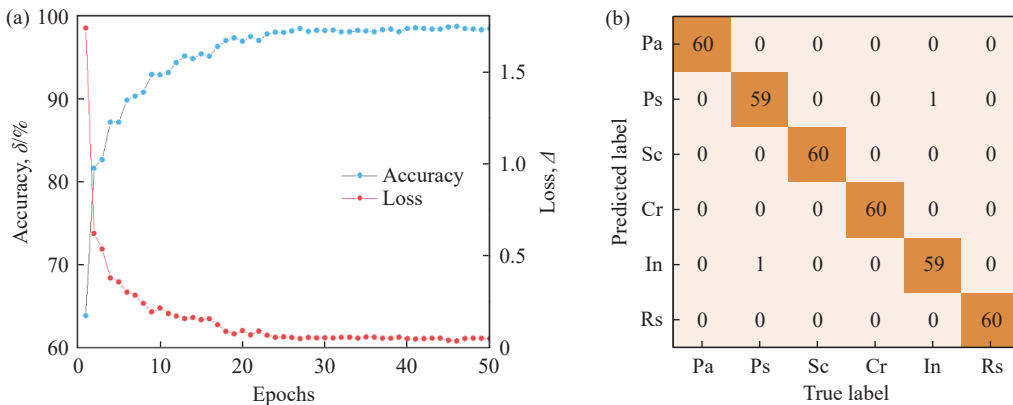 (a)
100
90
80
70
60
Accuracy, δ/%
0 10 20 30 40 50
Epochs
1.5
1.0
0.5
0
Loss, Δ
Accuracy
Loss
(b)
Predicted label
Pa 60 0 0 0 0 0
Ps 0 59 0 0 1 0
Sc 0 0 60 0 0 0
Cr 0 0 0 60 0 0
In 0 1 0 0 59 0
Rs 0 0 0 0 0 60
Pa Ps Sc Cr In Rs
True label